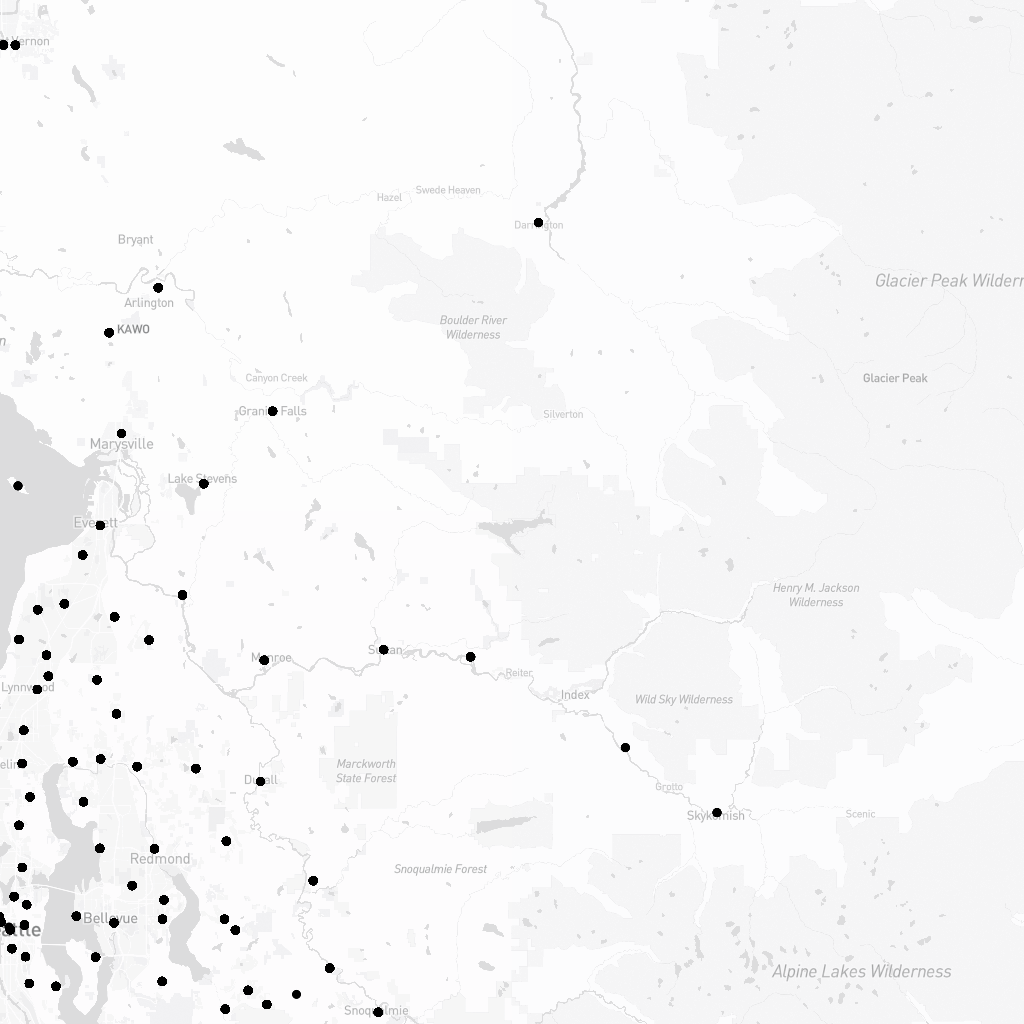 Vernon
Swede Heaven
Hazel
Darrington
Bryant
Glacier Peak Wildern
Arlington
KAWO
Boulder River
Wilderness
n
Canyon Creek
Glacier Peak
Granite Falls
Silverton
Marysville
Lake Stevens
Everett
Henry M. Jackson
Wilderness
Sultan
Monroe
Reiter
Lynnwood
Index
Wild Sky Wilderness
elin
Marckworth
State Forest
Duvall
Grotto
Skykomish
Scenic
Redmond
Snoqualmie Forest
Bellevue
attle
Alpine Lakes Wilderness
Snoqualmie